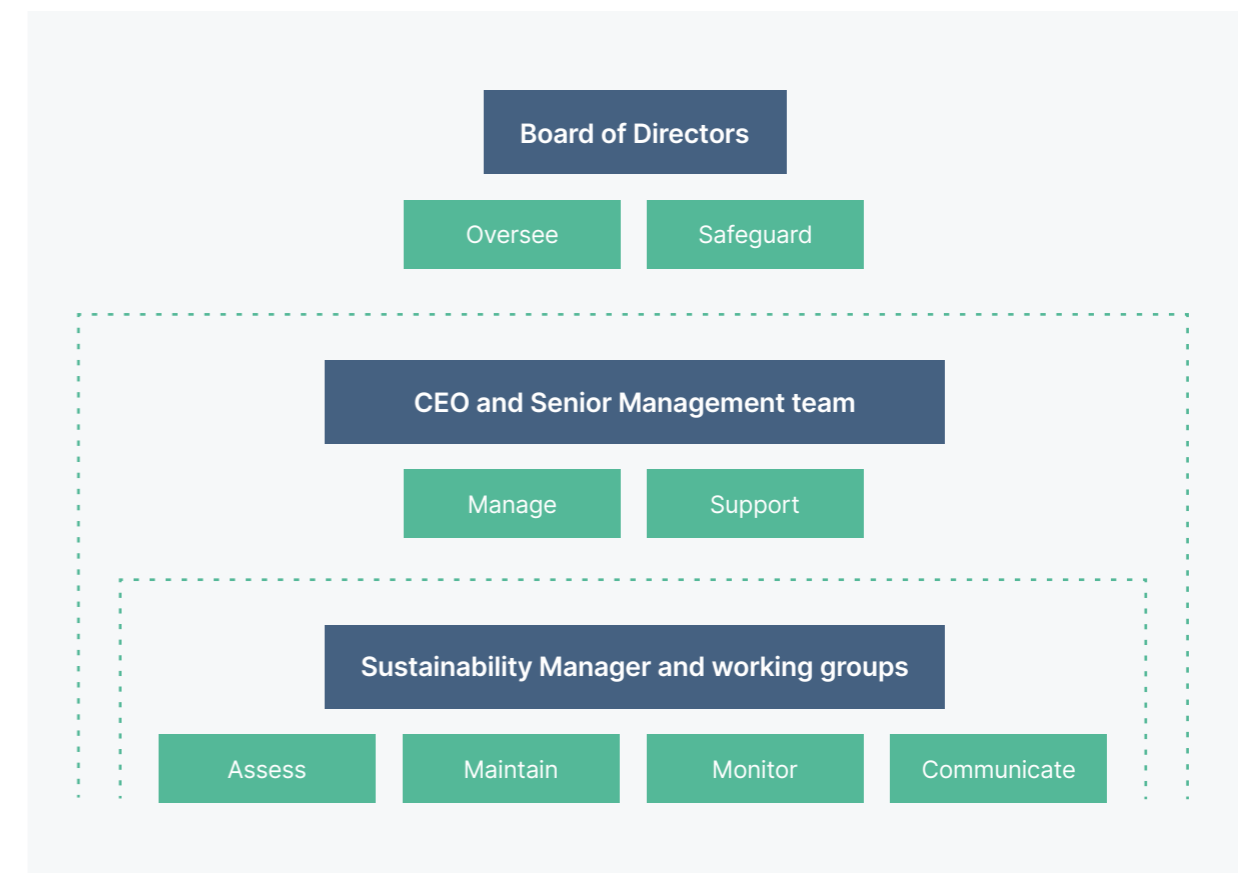 Board of Directors
Oversee
Safeguard
CEO and Senior Management team
Manage
Support
Sustainability Manager and working groups
Assess
Maintain
Monitor
Communicate